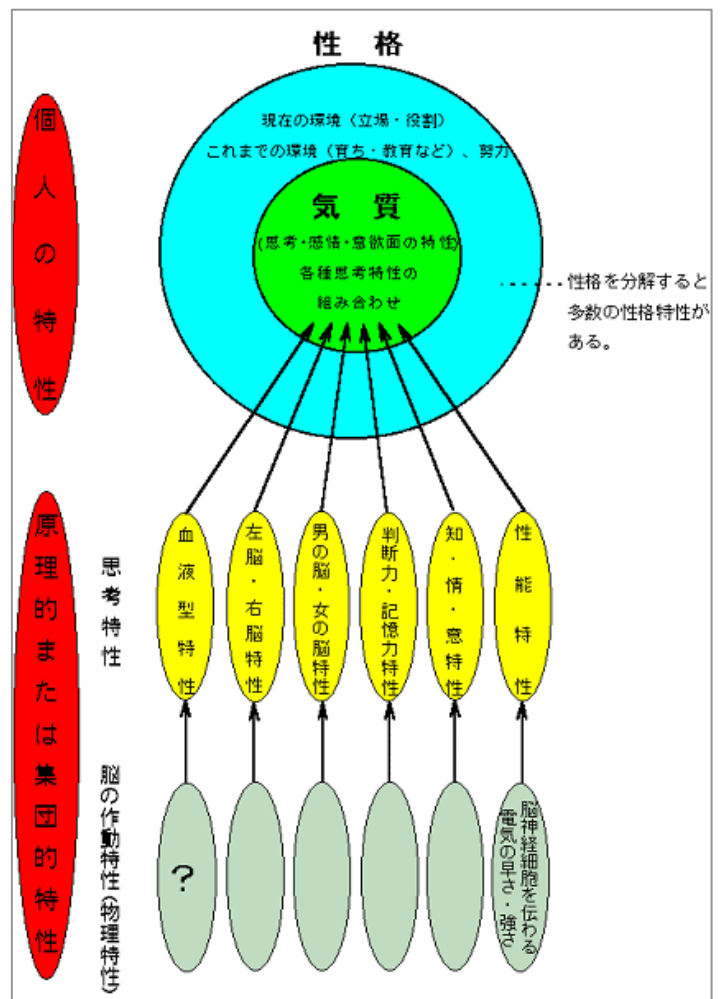 性 格
現在の環境（立場・役割）
これまでの環境（育ち・教育など）、努力
気 質
(思考・感情・意欲面の特性)
各種思考特性の
組み合わせ
性格を分解すると
多数の性格特性が
ある。
個人の特性
原理的または集団的特性
思考特性
血液型特性
左脳・右脳特性
男の脳・女の脳特性
判断力・記憶力特性
知・情・意特性
性能特性
脳の作動特性（物理特性）
？
脳神経細胞を伝わる
電気の早さ・強さ